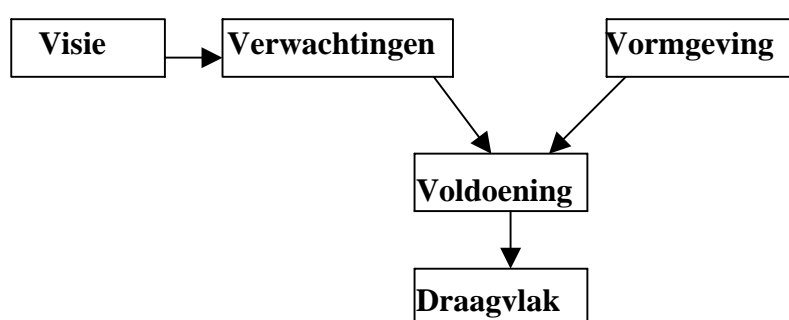 Visie
Verwachtingen
Vormgeving
Voldoening
Draagvlak